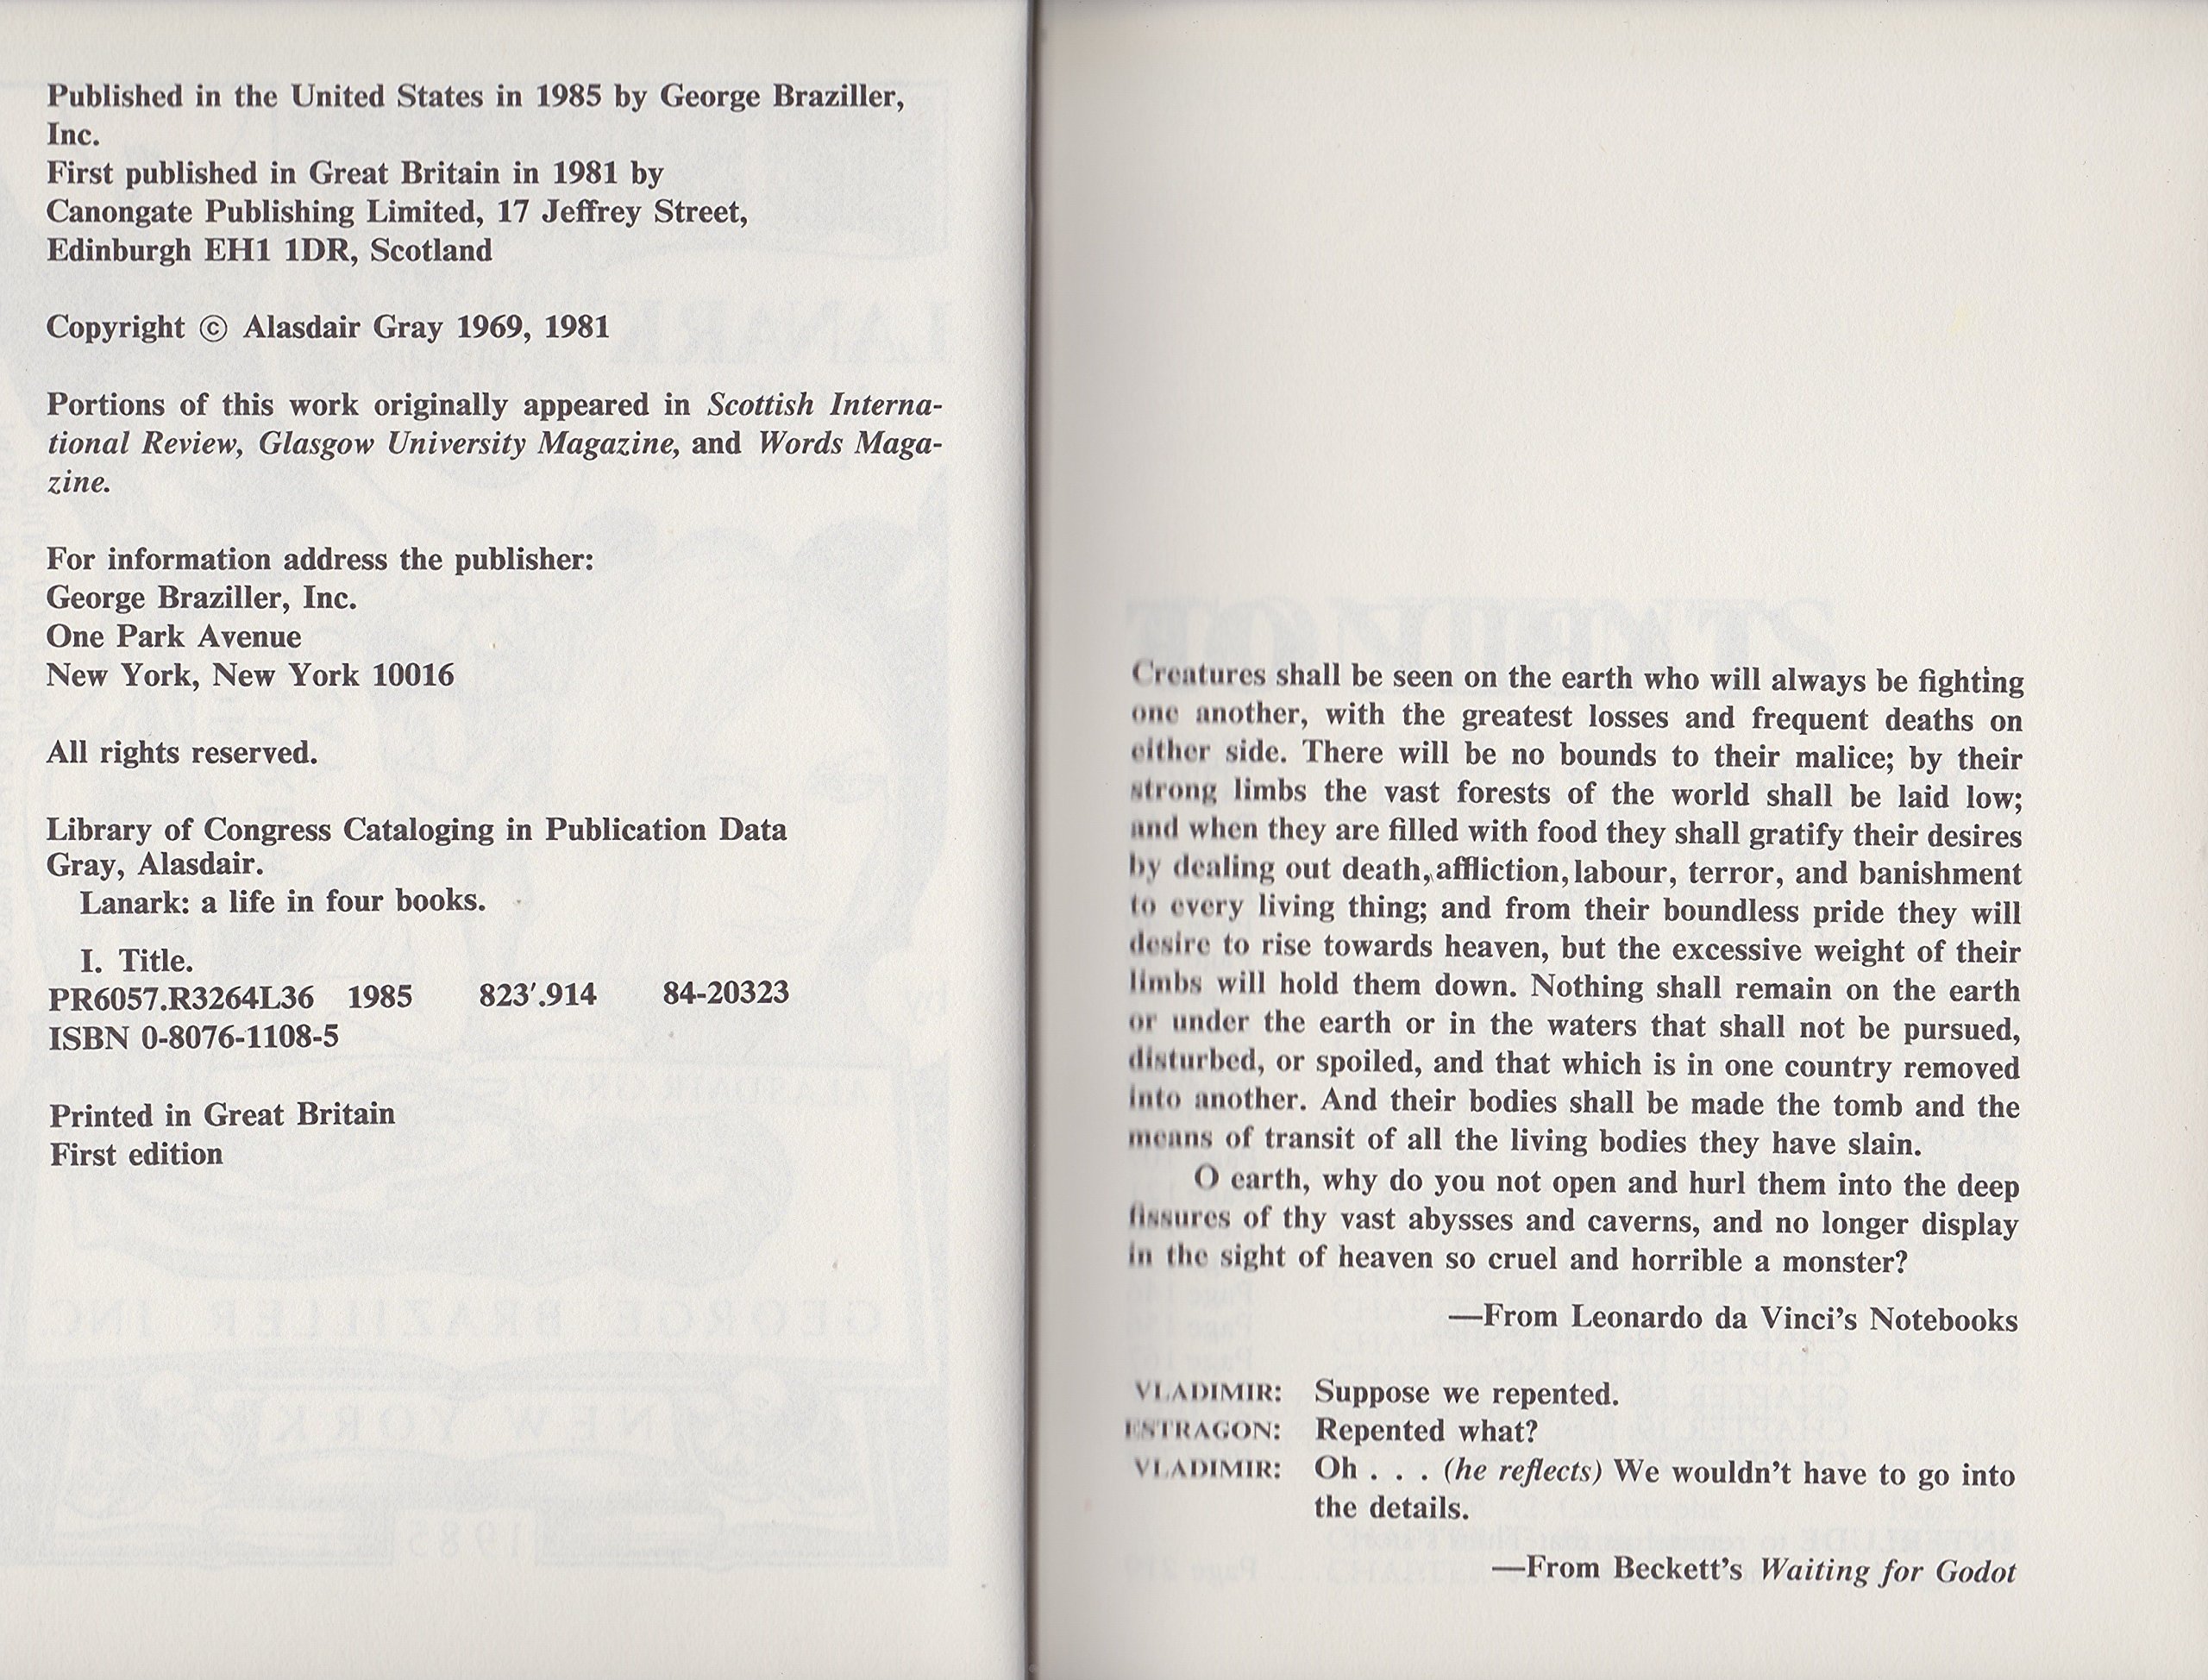 Published in the United States in 1985 by George Braziller,
Inc.
First published in Great Britain in 1981 by
Canongate Publishing Limited, 17 Jeffrey Street,
Edinburgh EH1 1DR, Scotland
Copyright © Alasdair Gray 1969, 1981
Portions of this work originally appeared in Scottish Interna-
tional Review, Glasgow University Magazine, and Words Maga-
zine.
For information address the publisher:
George Braziller, Inc.
One Park Avenue
New York, New York 10016
All rights reserved.
Library of Congress Cataloging in Publication Data
Gray, Alasdair.
Lanark: a life in four books.
I. Title.
PR6057.R3264L36 1985 823′.914 84-20323
ISBN 0-8076-1108-5
Printed in Great Britain
First edition
Creatures shall be seen on the earth who will always be fighting
one another, with the greatest losses and frequent deaths on
either side. There will be no bounds to their malice; by their
strong limbs the vast forests of the world shall be laid low;
and when they are filled with food they shall gratify their desires
by dealing out death, affliction, labour, terror, and banishment
to every living thing; and from their boundless pride they will
desire to rise towards heaven, but the excessive weight of their
limbs will hold them down. Nothing shall remain on the earth
or under the earth or in the waters that shall not be pursued,
disturbed, or spoiled, and that which is in one country removed
into another. And their bodies shall be made the tomb and the
means of transit of all the living bodies they have slain.
O earth, why do you not open and hurl them into the deep
fissures of thy vast abysses and caverns, and no longer display
in the sight of heaven so cruel and horrible a monster?
—From Leonardo da Vinci's Notebooks
VLADIMIR: Suppose we repented.
ESTRAGON: Repented what?
VLADIMIR: Oh . . . (he reflects) We wouldn't have to go into
the details.
—From Beckett's Waiting for Godot